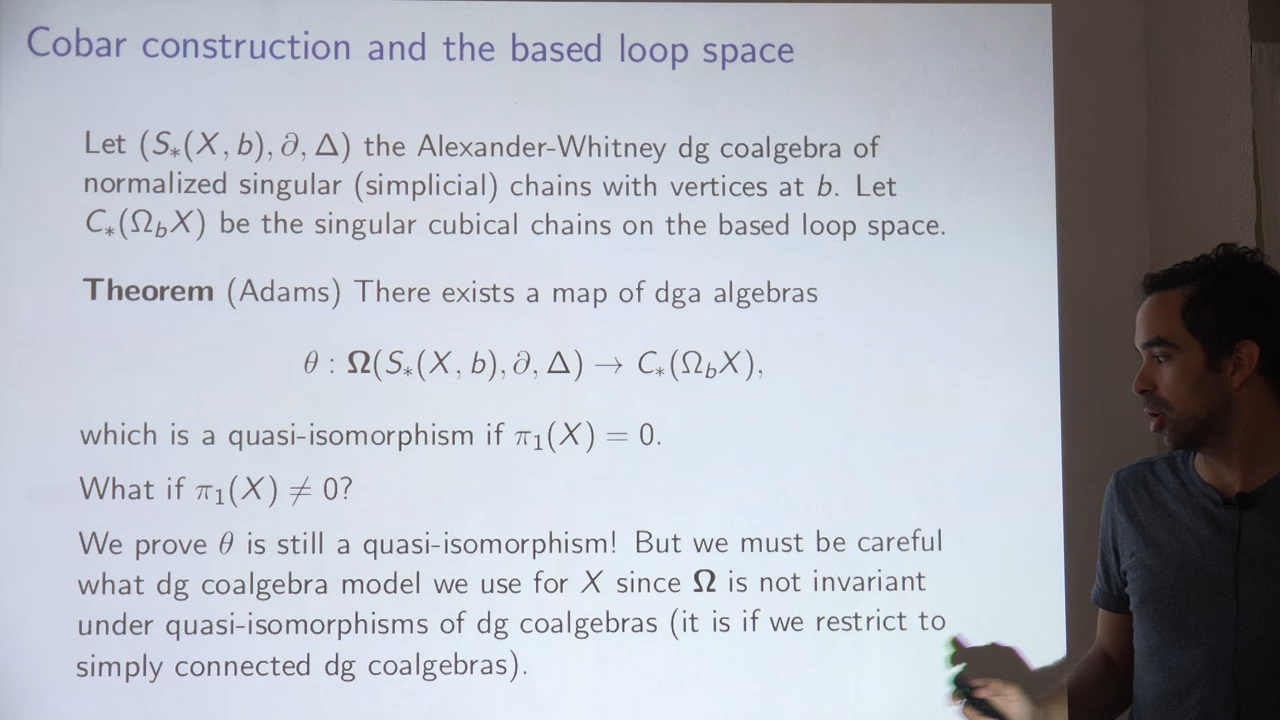 Cobar construction and the based loop space
Let (S∗(X, b), ∂, Δ) the Alexander-Whitney dg coalgebra of
normalized singular (simplicial) chains with vertices at b. Let
C∗(Ω_bX) be the singular cubical chains on the based loop space.
Theorem (Adams) There exists a map of dga algebras
θ : Ω(S∗(X, b), ∂, Δ) → C∗(Ω_bX),
which is a quasi-isomorphism if π₁(X) = 0.
What if π₁(X) ≠ 0?
We prove θ is still a quasi-isomorphism! But we must be careful
what dg coalgebra model we use for X since Ω is not invariant
under quasi-isomorphisms of dg coalgebras (it is if we restrict to
simply connected dg coalgebras).